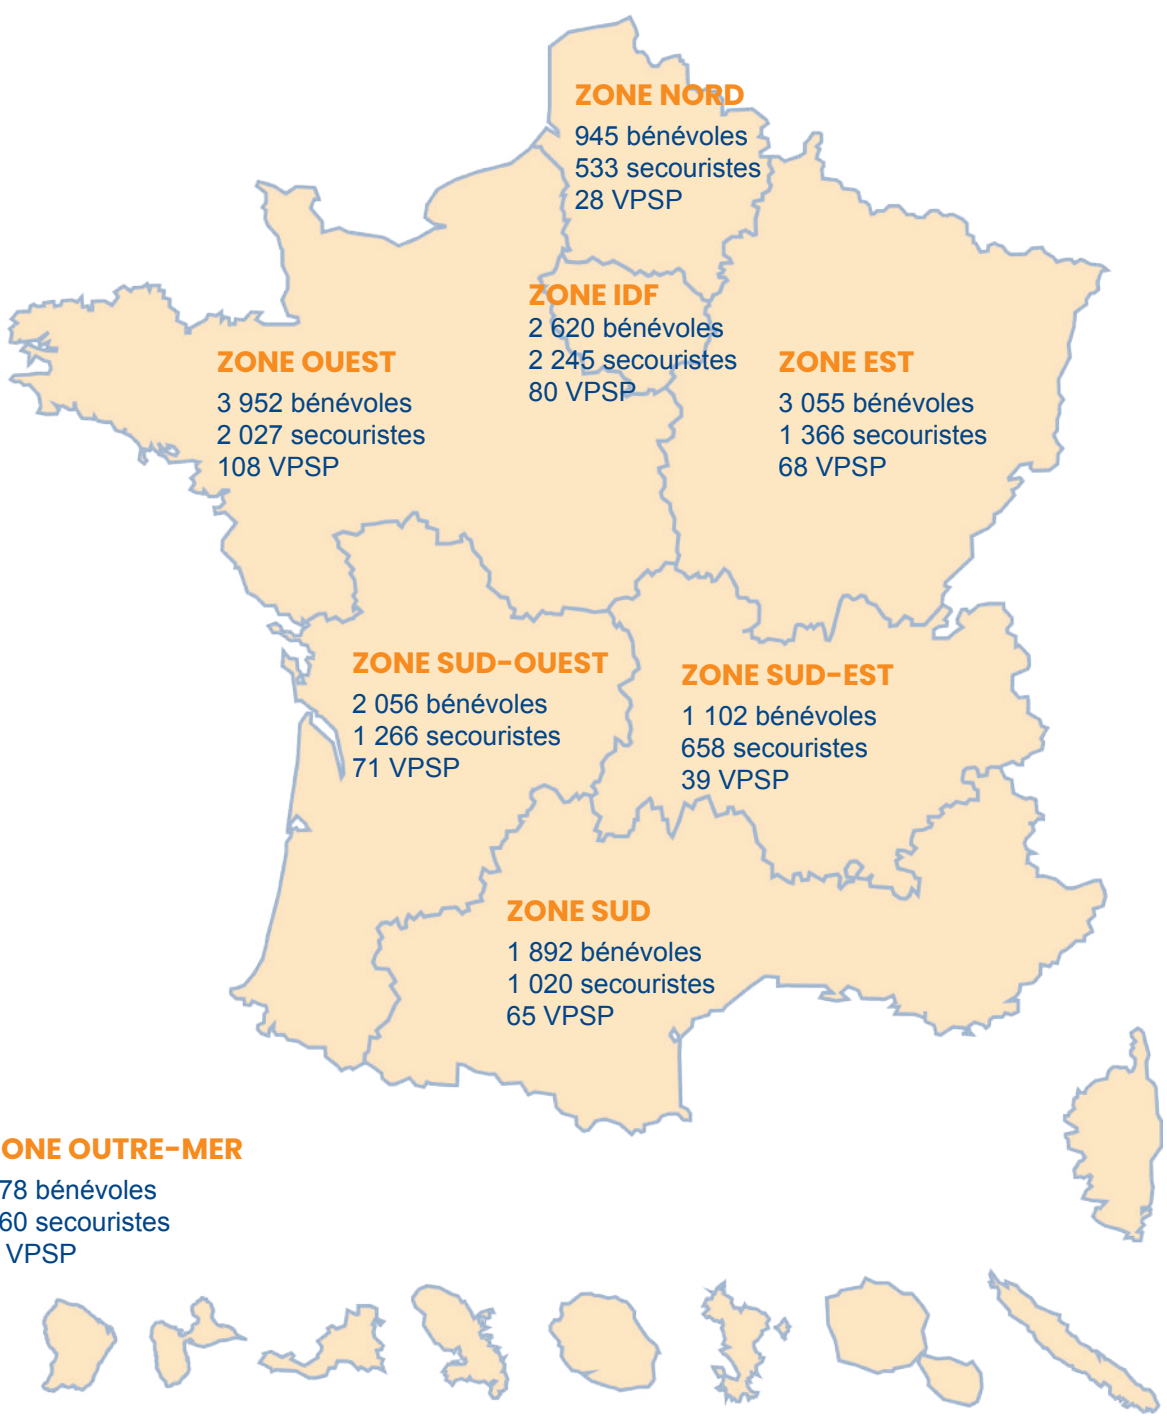 ZONE NORD
945 bénévoles
533 secouristes
28 VPSP
ZONE IDF
2 620 bénévoles
2 245 secouristes
80 VPSP
ZONE OUEST
3 952 bénévoles
2 027 secouristes
108 VPSP
ZONE EST
3 055 bénévoles
1 366 secouristes
68 VPSP
ZONE SUD-OUEST
2 056 bénévoles
1 266 secouristes
71 VPSP
ZONE SUD-EST
1 102 bénévoles
658 secouristes
39 VPSP
ZONE SUD
1 892 bénévoles
1 020 secouristes
65 VPSP
ONE OUTRE-MER
78 bénévoles
60 secouristes
VPSP